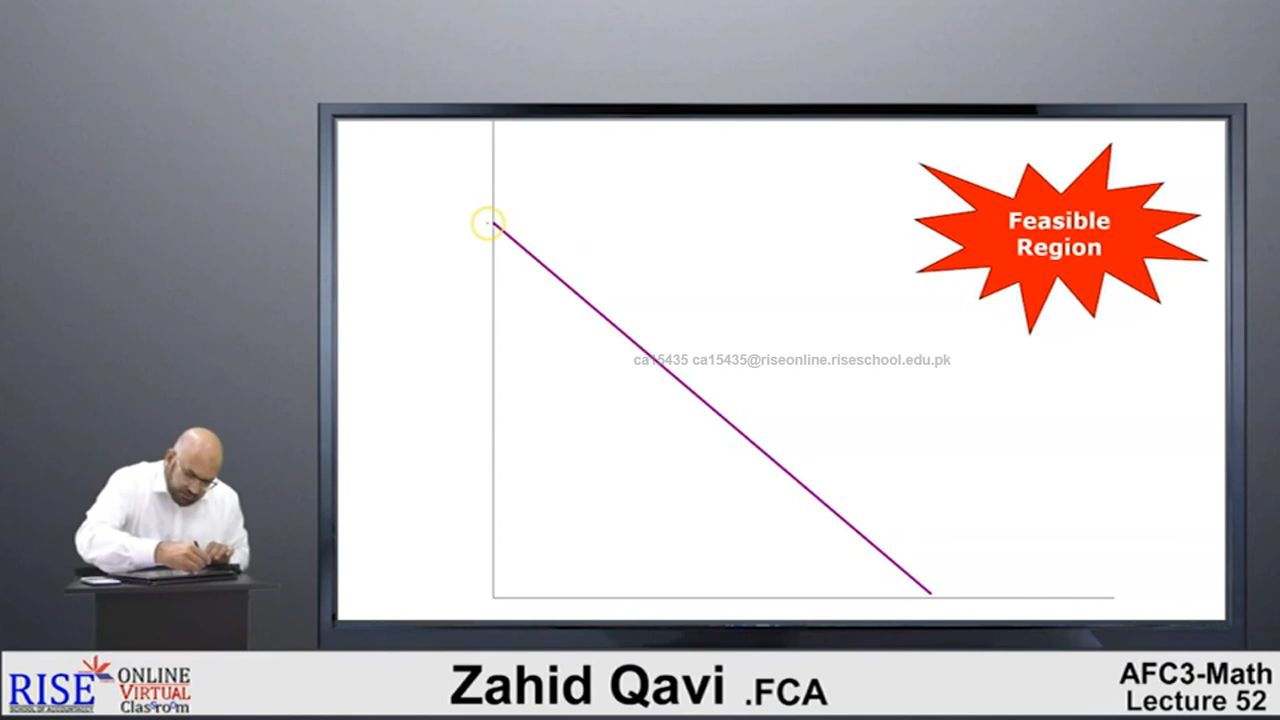 Feasible
Region
ca15435 ca15435@riseonline.riseschool.edu.pk
RISE
ONLINE
VIRTUAL
Classroom
Zahid Qavi .FCA
AFC3-Math
Lecture 52